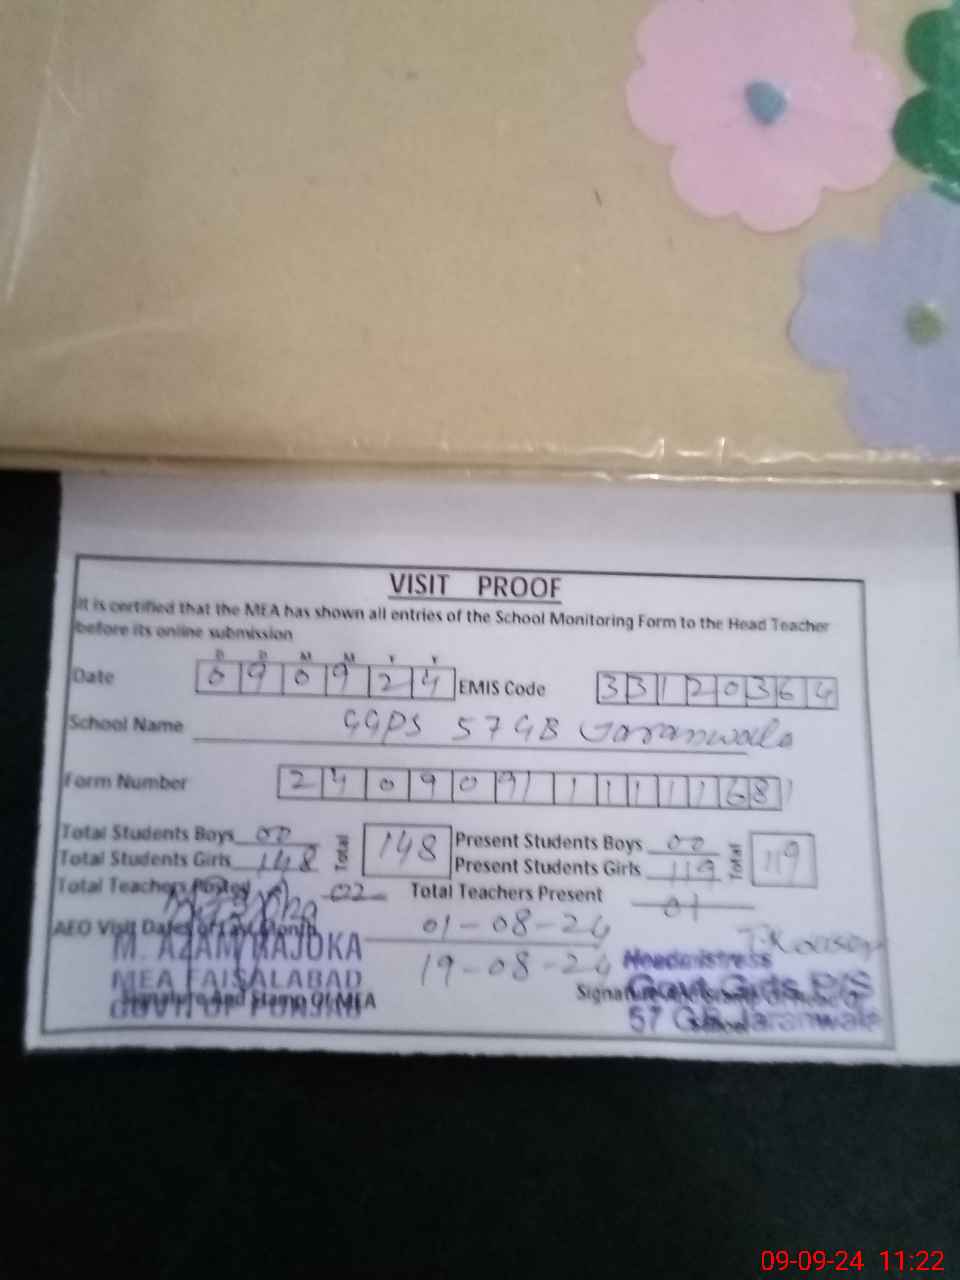 VISIT PROOF
It is certified that the MEA has shown all entries of the School Monitoring Form to the Head Teacher
before its online submission
D D M M Y Y
Date 0 9 0 9 2 4 EMIS Code 3 3 1 2 0 3 6 4
School Name GGPS 57 GB Jaranwala
Form Number 2 4 0 9 0 9 1 1 1 1 1 6 8
Total Students Boys 00 Total 148 Present Students Boys 00 Total 119
Total Students Girls 148 Present Students Girls 119
Total Teachers Posted 02 Total Teachers Present 01
AEO Visit Dates of Last Month 01-08-24
19-08-24
T.Kousar
M. AZAM RAJOKA
MEA FAISALABAD
GOVT. OF PUNJAB
Signature And Stamp Of MEA
Headmistress
Govt. Girls P/S
57 GB Jaranwala
09-09-24 11:22